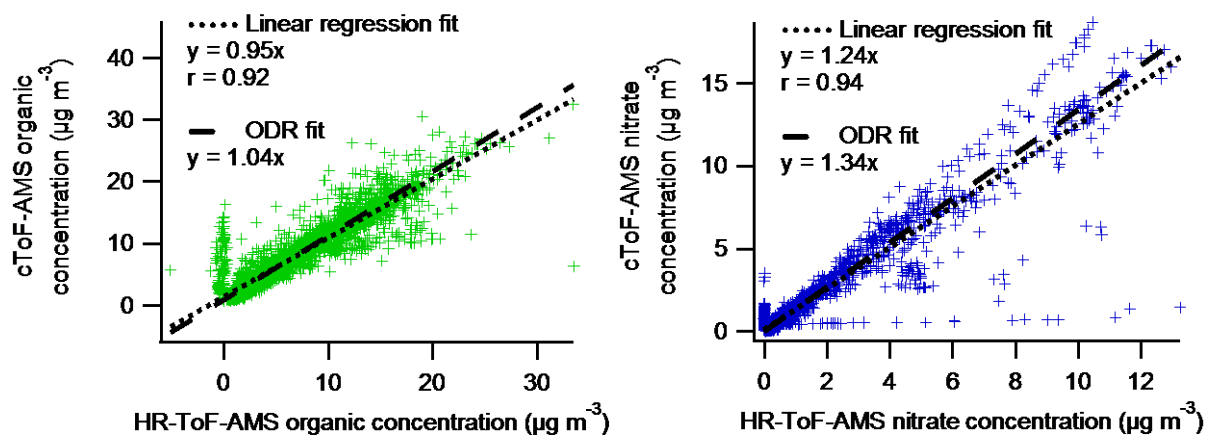 Linear regression fit
y = 0.95x
r = 0.92
ODR fit
y = 1.04x
cToF-AMS organic
concentration (µg m⁻³)
40
30
20
10
0
0
10
20
30
HR-ToF-AMS organic concentration (µg m⁻³)
Linear regression fit
y = 1.24x
r = 0.94
ODR fit
y = 1.34x
cToF-AMS nitrate
concentration (µg m⁻³)
15
10
5
0
0
2
4
6
8
10
12
HR-ToF-AMS nitrate concentration (µg m⁻³)